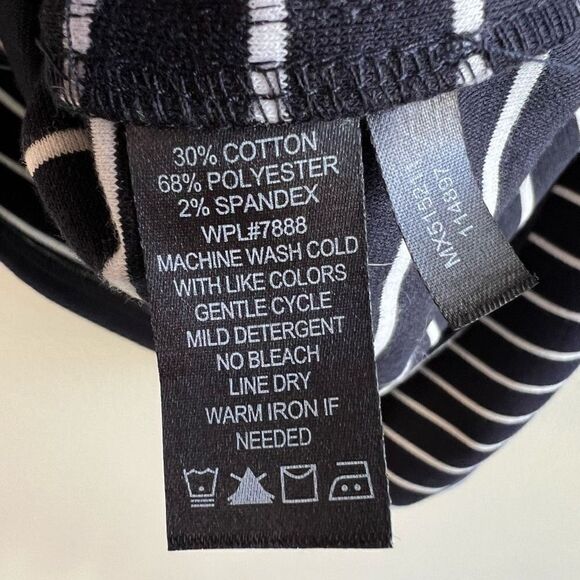 30% COTTON
68% POLYESTER
2% SPANDEX
WPL#7888
MACHINE WASH COLD
WITH LIKE COLORS
GENTLE CYCLE
MILD DETERGENT
NO BLEACH
LINE DRY
WARM IRON IF
NEEDED
114897